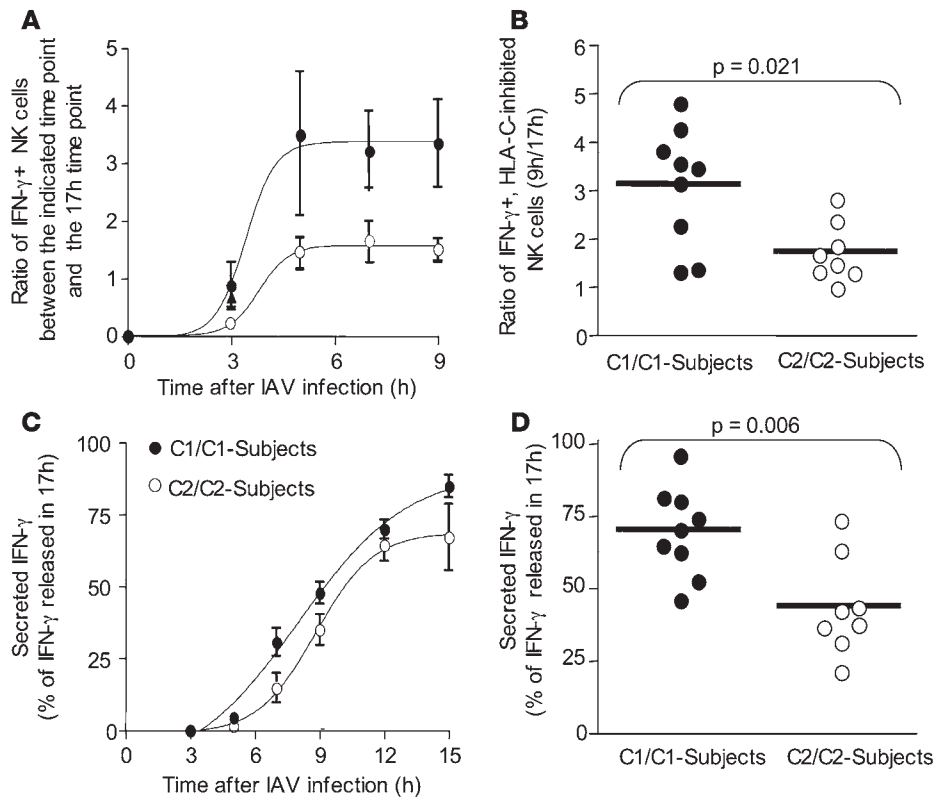 A
Ratio of IFN-γ+ NK cells
between the indicated time point
and the 17h time point
5
4
3
2
1
0
0
3
6
9
Time after IAV infection (h)
B
Ratio of IFN-γ+, HLA-C-inhibited
NK cells (9h/17h)
6
5
4
3
2
1
0
p = 0.021
C1/C1-Subjects
C2/C2-Subjects
C
Secreted IFN-γ
(% of IFN-γ released in 17h)
100
75
50
25
0
C1/C1-Subjects
C2/C2-Subjects
0
3
6
9
12
15
Time after IAV infection (h)
D
Secreted IFN-γ
(% of IFN-γ released in 17h)
100
75
50
25
0
p = 0.006
C1/C1-Subjects
C2/C2-Subjects